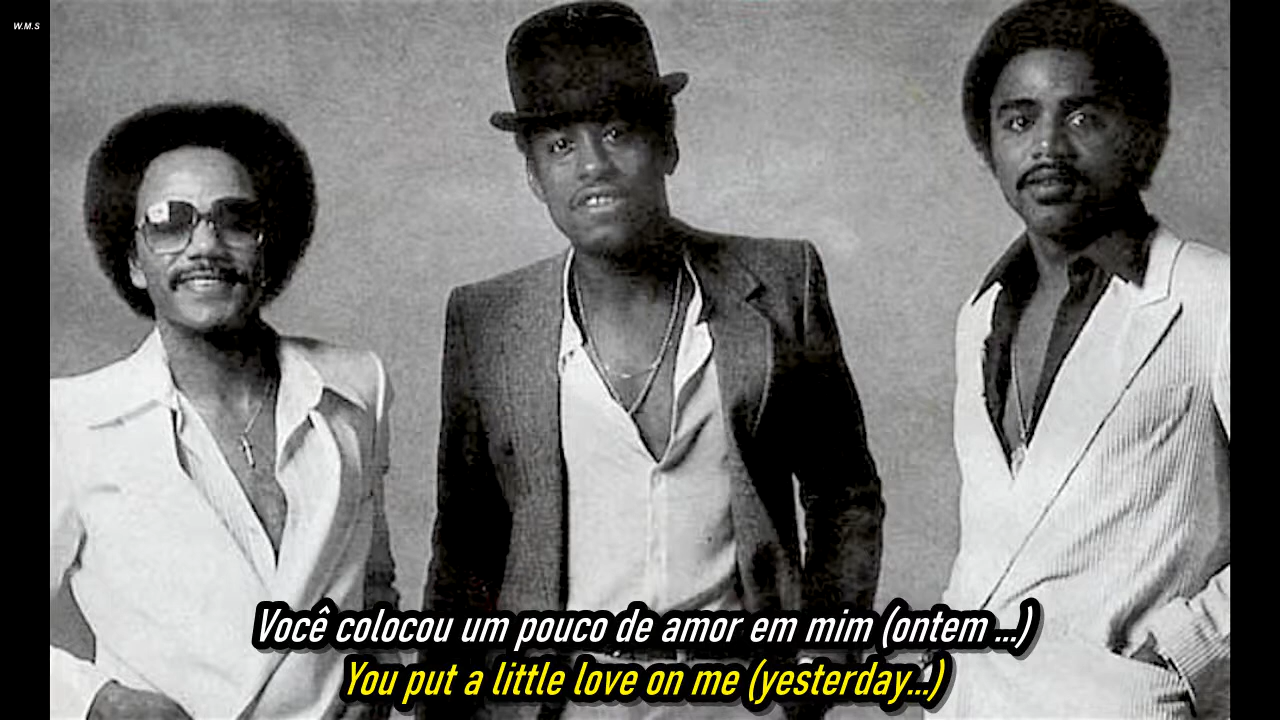 W.M.S
Você colocou um pouco de amor em mim (ontem ...)
You put a little love on me (yesterday...)